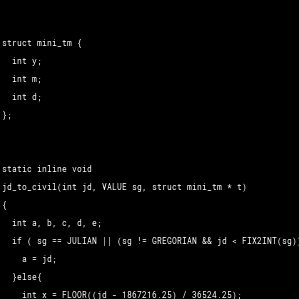 struct mini_tm {
int y;
int m;
int d;
};
static inline void
jd_to_civil(int jd, VALUE sg, struct mini_tm * t)
{
int a, b, c, d, e;
if ( sg == JULIAN || (sg != GREGORIAN && jd < FIX2INT(sg))
a = jd;
}else{
int x = FLOOR((jd - 1867216.25) / 36524.25);